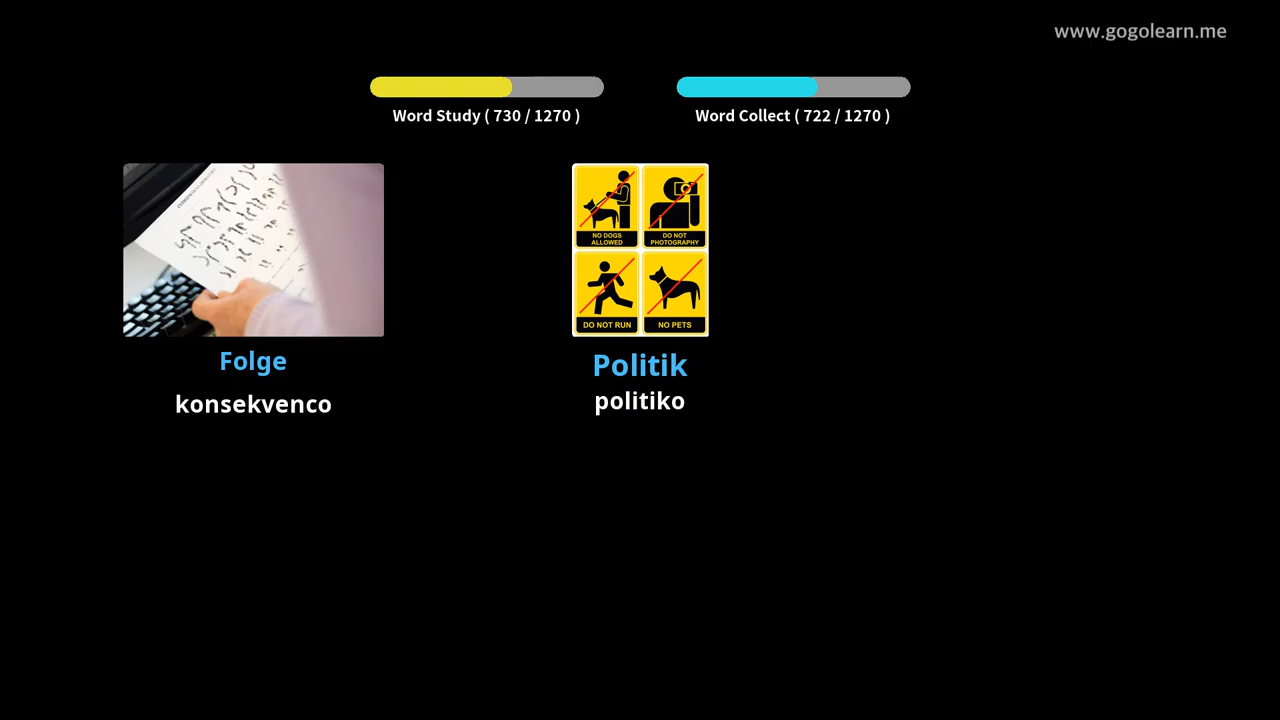 www.gogolearn.me
Word Study ( 730 / 1270 )
Word Collect ( 722 / 1270 )
NO DOGS
ALLOWED
DO NOT
PHOTOGRAPHY
DO NOT RUN
NO PETS
Folge
konsekvenco
Politik
politiko